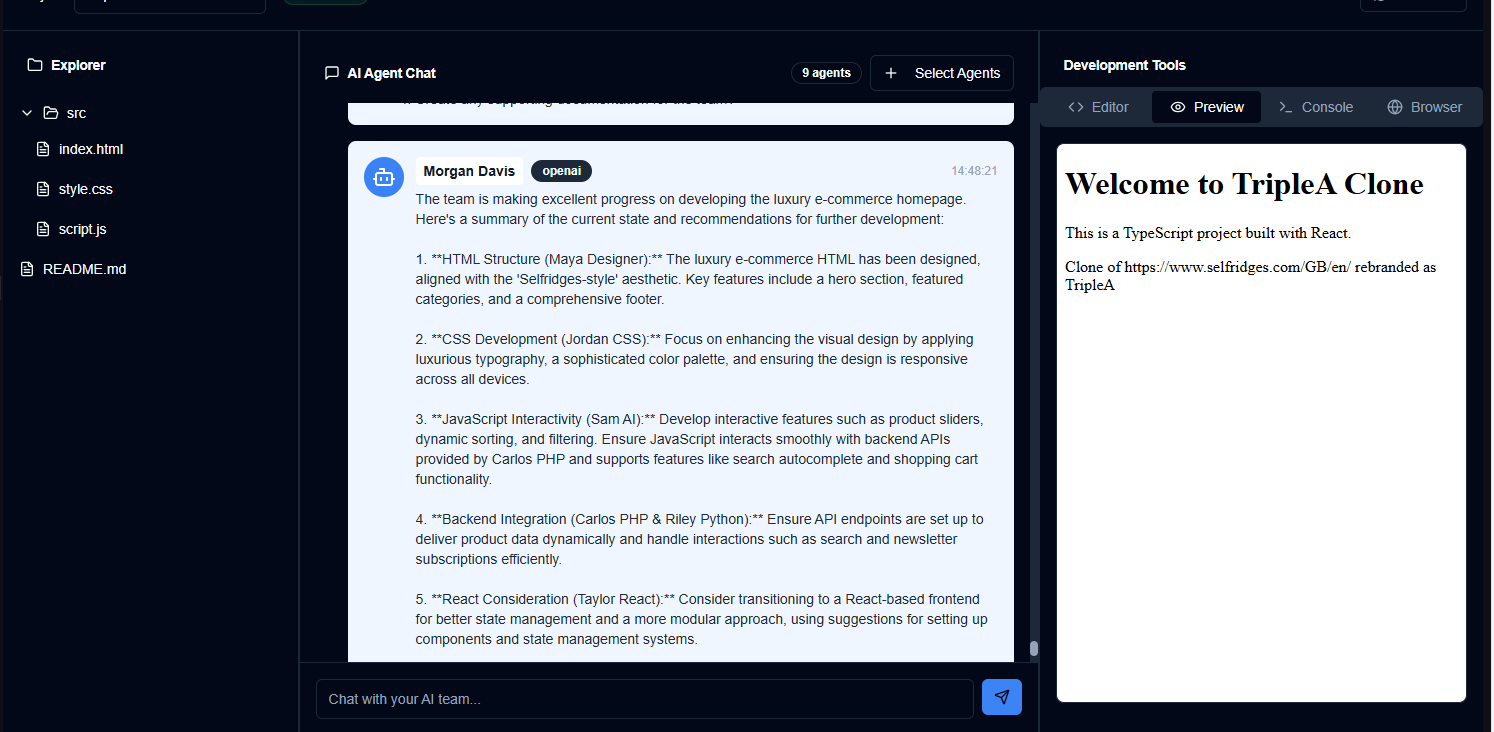 Explorer
src
index.html
style.css
script.js
README.md
AI Agent Chat
9 agents
Select Agents
Morgan Davis
openai
14:48:21
The team is making excellent progress on developing the luxury e-commerce homepage.
Here's a summary of the current state and recommendations for further development:
1. **HTML Structure (Maya Designer):** The luxury e-commerce HTML has been designed,
aligned with the 'Selfridges-style' aesthetic. Key features include a hero section, featured
categories, and a comprehensive footer.
2. **CSS Development (Jordan CSS):** Focus on enhancing the visual design by applying
luxurious typography, a sophisticated color palette, and ensuring the design is responsive
across all devices.
3. **JavaScript Interactivity (Sam AI):** Develop interactive features such as product sliders,
dynamic sorting, and filtering. Ensure JavaScript interacts smoothly with backend APIs
provided by Carlos PHP and supports features like search autocomplete and shopping cart
functionality.
4. **Backend Integration (Carlos PHP & Riley Python):** Ensure API endpoints are set up to
deliver product data dynamically and handle interactions such as search and newsletter
subscriptions efficiently.
5. **React Consideration (Taylor React):** Consider transitioning to a React-based frontend
for better state management and a more modular approach, using suggestions for setting up
components and state management systems.
Chat with your AI team...
Development Tools
Editor
Preview
Console
Browser
Welcome to TripleA Clone
This is a TypeScript project built with React.
Clone of https://www.selfridges.com/GB/en/ rebranded as
TripleA